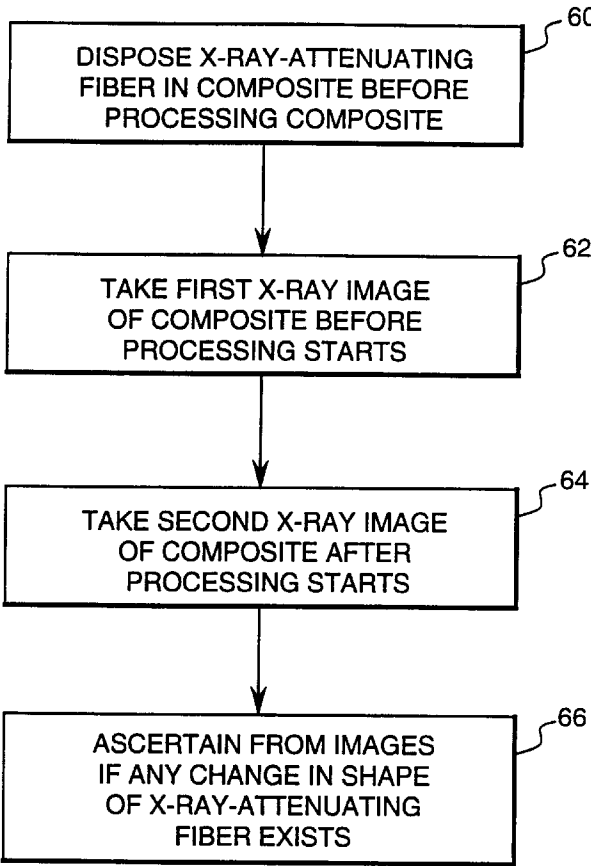 60
DISPOSE X-RAY-ATTENUATING
FIBER IN COMPOSITE BEFORE
PROCESSING COMPOSITE
62
TAKE FIRST X-RAY IMAGE
OF COMPOSITE BEFORE
PROCESSING STARTS
64
TAKE SECOND X-RAY IMAGE
OF COMPOSITE AFTER
PROCESSING STARTS
66
ASCERTAIN FROM IMAGES
IF ANY CHANGE IN SHAPE
OF X-RAY-ATTENUATING
FIBER EXISTS